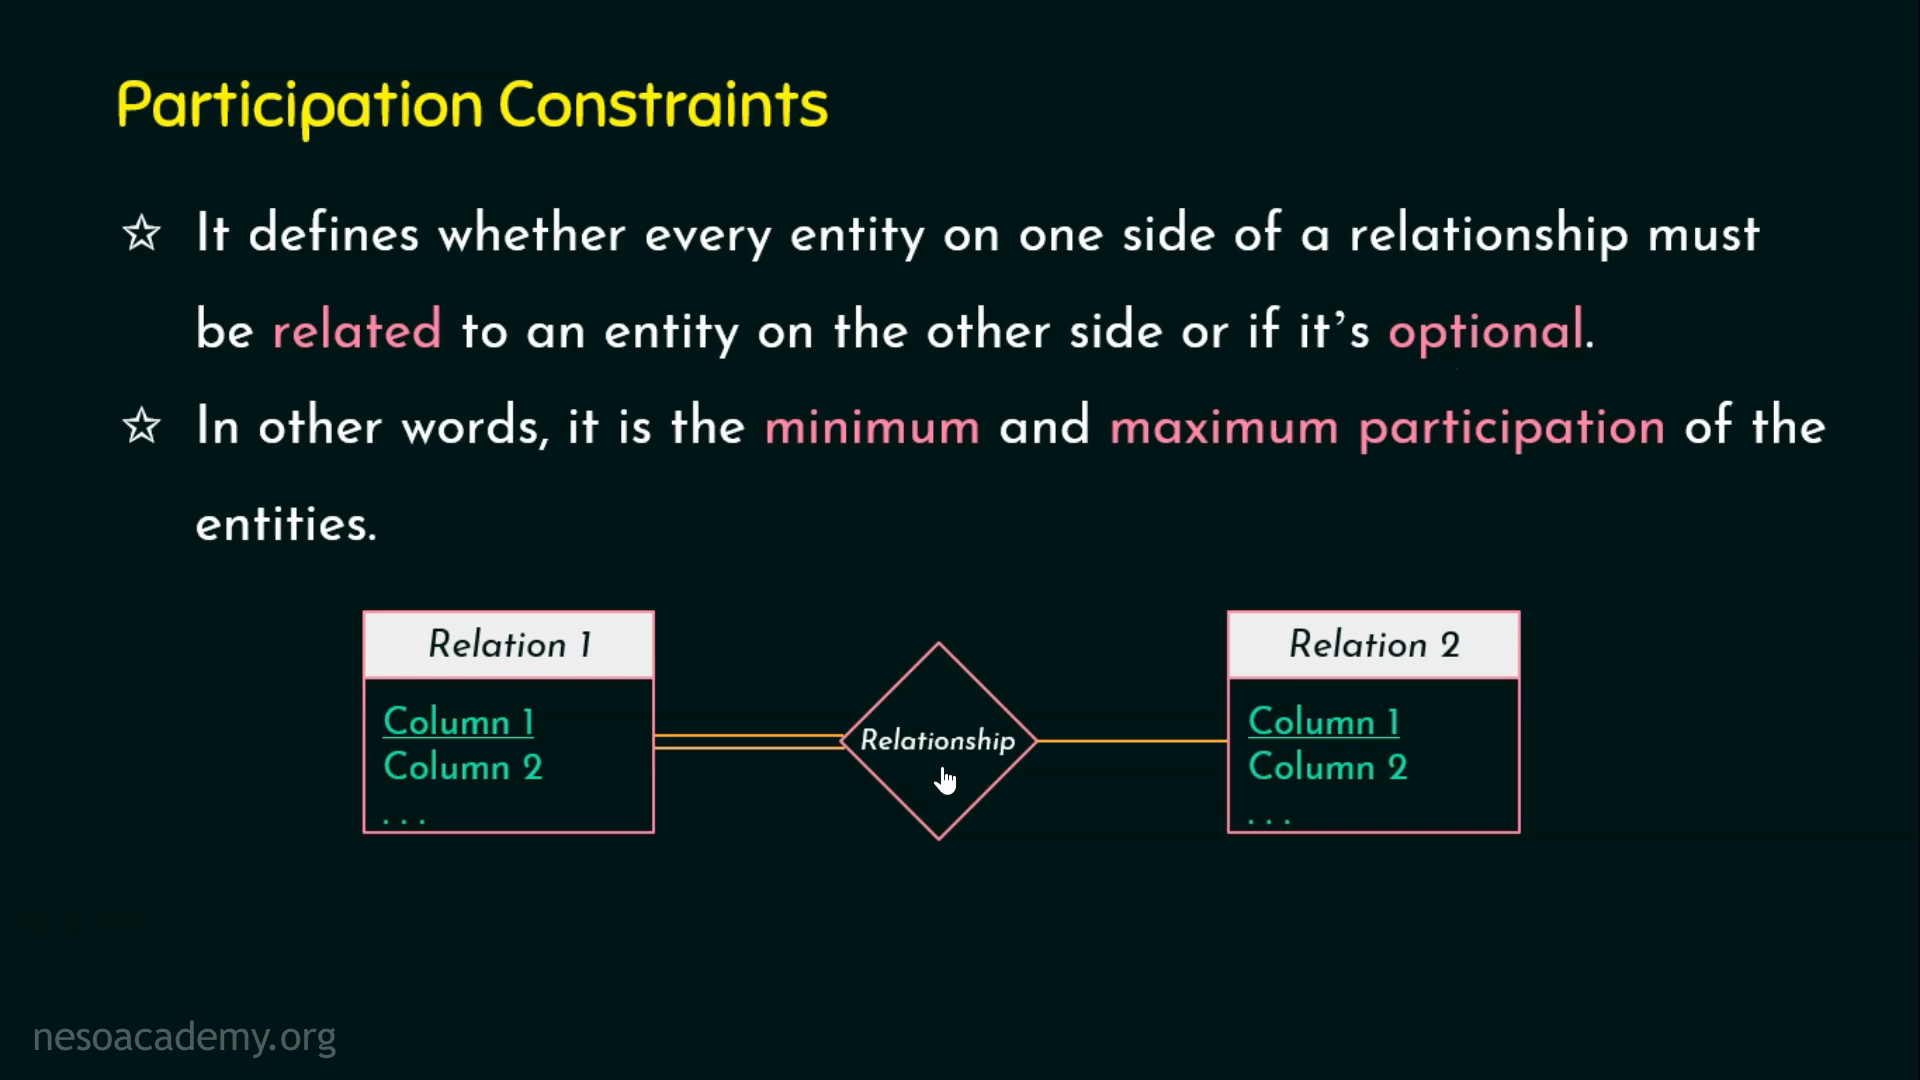 Participation Constraints
☆ It defines whether every entity on one side of a relationship must
be related to an entity on the other side or if it’s optional.
☆ In other words, it is the minimum and maximum participation of the
entities.
Relation 1
Column 1
Column 2
. . .
Relationship
Relation 2
Column 1
Column 2
. . .
nesoacademy.org